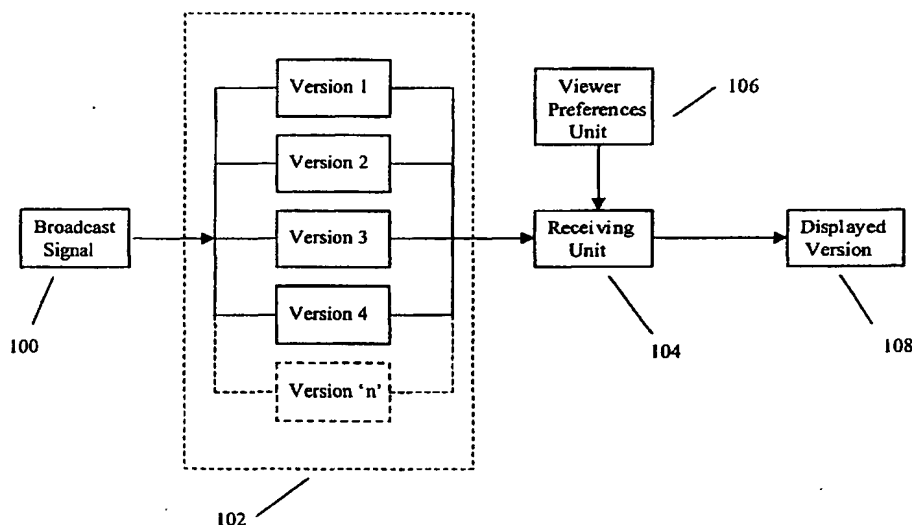 Version 1
Version 2
Version 3
Version 4
Version ‘n’
Broadcast
Signal
100
102
Viewer
Preferences
Unit
106
Receiving
Unit
104
Displayed
Version
108